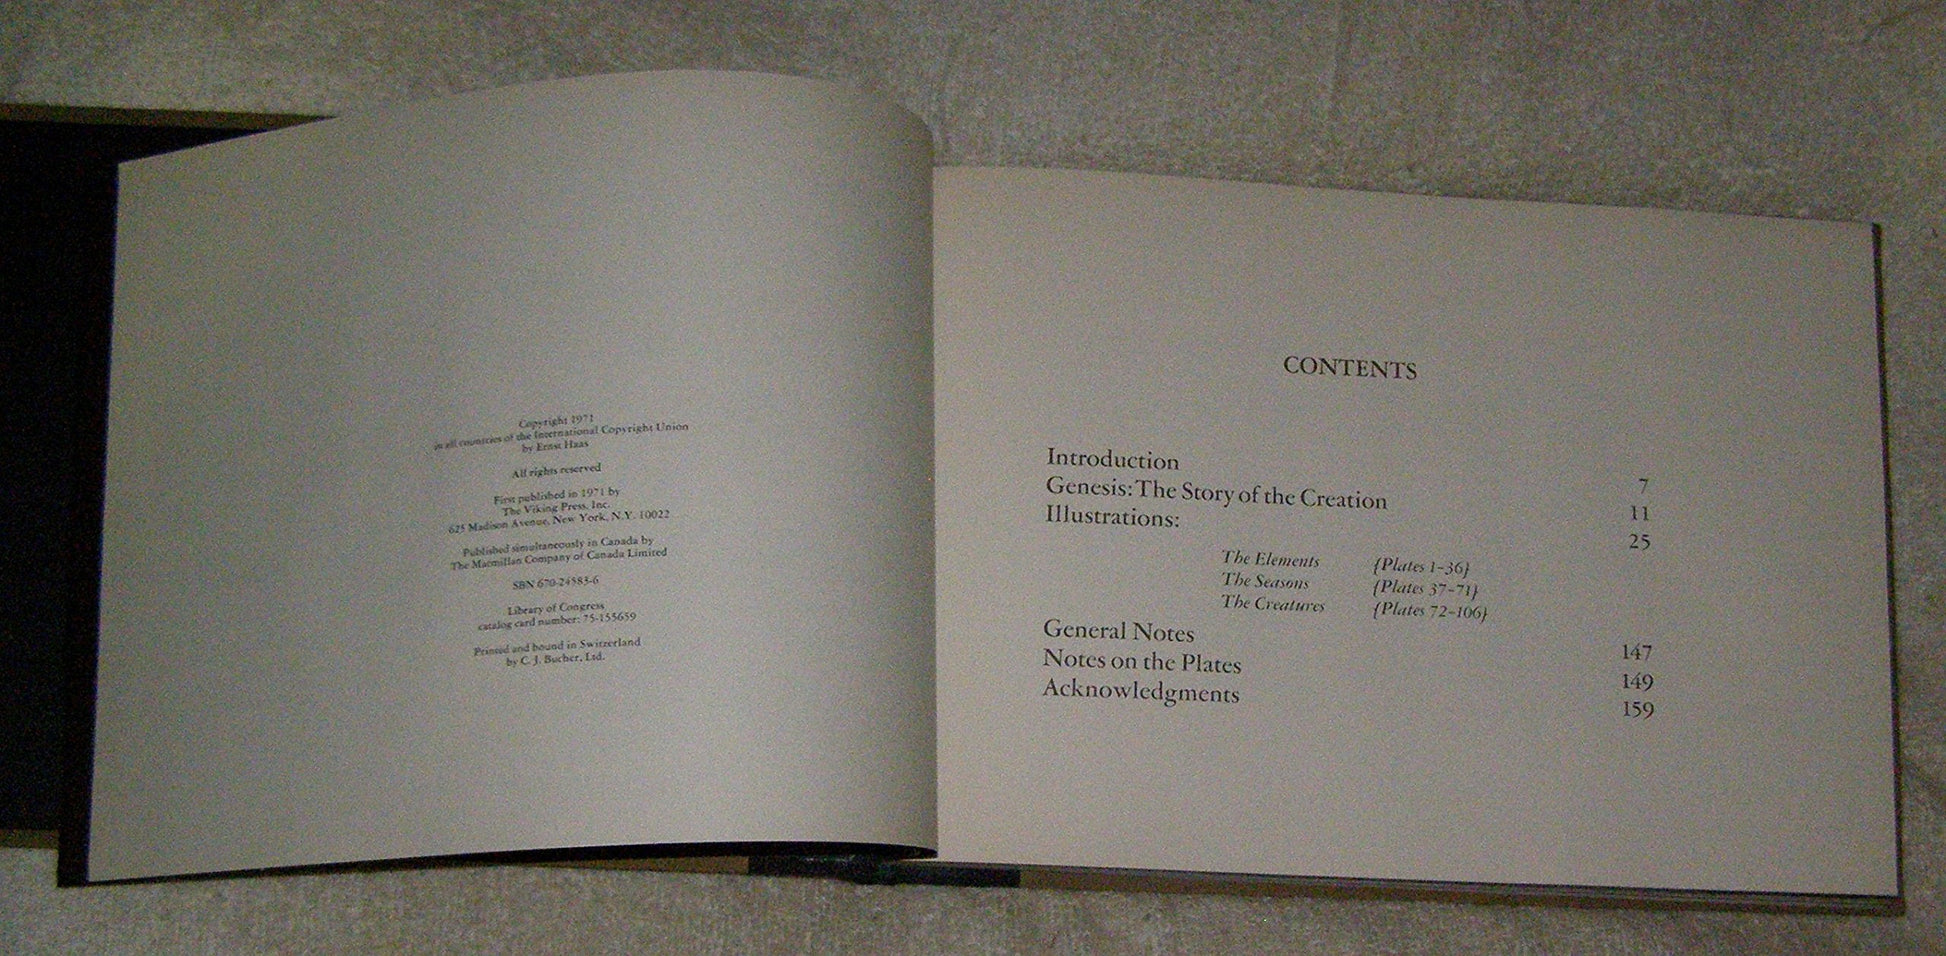 Copyright 1971
in all countries of the International Copyright Union
by Ernst Haas
All rights reserved
First published in 1971 by
The Viking Press, Inc.
625 Madison Avenue, New York, N.Y. 10022
Published simultaneously in Canada by
The Macmillan Company of Canada Limited
SBN 670-24583-6
Library of Congress
catalog card number: 75-155659
Printed and bound in Switzerland
by C. J. Bucher, Ltd.
CONTENTS
Introduction 7
Genesis: The Story of the Creation 11
Illustrations: 25
The Elements {Plates 1-36}
The Seasons {Plates 37-71}
The Creatures {Plates 72-106}
General Notes 147
Notes on the Plates 149
Acknowledgments 159